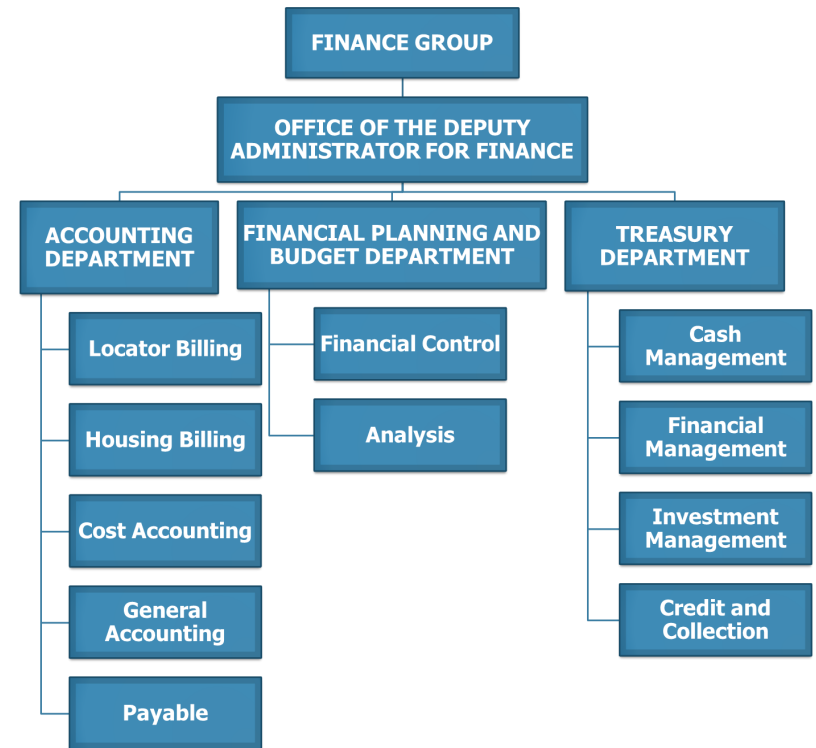 FINANCE GROUP
OFFICE OF THE DEPUTY
ADMINISTRATOR FOR FINANCE
ACCOUNTING
DEPARTMENT
Locator Billing
Housing Billing
Cost Accounting
General
Accounting
Payable
FINANCIAL PLANNING AND
BUDGET DEPARTMENT
Financial Control
Analysis
TREASURY
DEPARTMENT
Cash
Management
Financial
Management
Investment
Management
Credit and
Collection